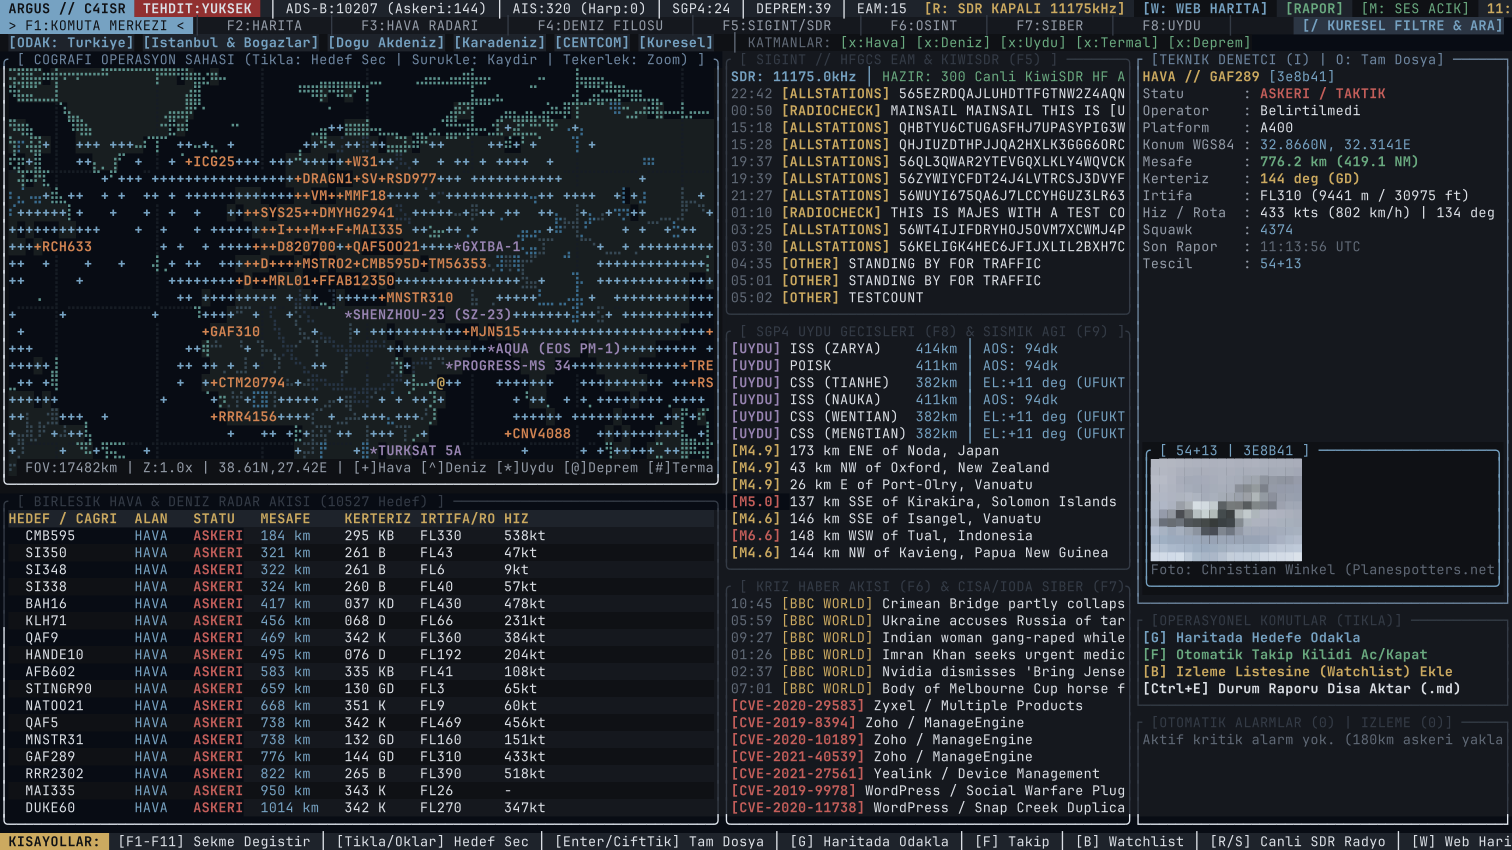 ARGUS // C4ISR TEHDIT:YUKSEK │ ADS-B:10207 (Askeri:144) │ AIS:320 (Harp:0) │ SGP4:24 │ DEPREM:39 │ EAM:15 [R: SDR KAPALI 11175kHz] [W: WEB HARITA] [RAPOR] [M: SES ACIK] 11:
> F1:KOMUTA MERKEZI < F2:HARITA F3:HAVA RADARI F4:DENIZ FILOSU F5:SIGINT/SDR F6:OSINT F7:SIBER F8:UYDU [/ KURESEL FILTRE & ARA]
[ODAK: Turkiye] [Istanbul & Bogazlar] [Dogu Akdeniz] [Karadeniz] [CENTCOM] [Kuresel] │ KATMANLAR: [x:Hava] [x:Deniz] [x:Uydu] [x:Termal] [x:Deprem]
[ COGRAFI OPERASYON SAHASI (Tikla: Hedef Sec | Surukle: Kaydir | Tekerlek: Zoom) ]
+ICG25 +W31
+DRAGN1+SV+RSD977
++VM++MMF18
++SYS25++DMYHG2941
++I+++M++F+MAI335
++RCH633 ++D820700++QAF5OO21 *GXIBA-1
++D++++MSTRO2+CMB595D+TM56353
+D++MRL01+FFAB12350
+MNSTR310
*SHENZHOU-23 (SZ-23)
+GAF310 +MJN515
*AQUA (EOS PM-1)
*PROGRESS-MS 34 +TRE
+CTM20794 @ +RS
+RRR4156
+CNV4088
*TURKSAT 5A
FOV:17482km | Z:1.0x | 38.61N,27.42E | [+]Hava [^]Deniz [*]Uydu [@]Deprem [#]Terma
[ BIRLESIK HAVA & DENIZ RADAR AKISI (10527 Hedef) ]
HEDEF / CAGRI ALAN STATU MESAFE KERTERIZ IRTIFA/RO HIZ
CMB595 HAVA ASKERI 184 km 295 KB FL330 538kt
SI350 HAVA ASKERI 321 km 261 B FL43 47kt
SI348 HAVA ASKERI 322 km 261 B FL6 9kt
SI338 HAVA ASKERI 324 km 260 B FL40 57kt
BAH16 HAVA ASKERI 417 km 037 KD FL430 478kt
KLH71 HAVA ASKERI 456 km 068 D FL66 231kt
QAF9 HAVA ASKERI 469 km 342 K FL360 384kt
HANDE10 HAVA ASKERI 495 km 076 D FL192 204kt
AFB602 HAVA ASKERI 583 km 335 KB FL41 108kt
STINGR90 HAVA ASKERI 659 km 130 GD FL3 65kt
NATO021 HAVA ASKERI 668 km 351 K FL9 60kt
QAF5 HAVA ASKERI 738 km 342 K FL469 456kt
MNSTR31 HAVA ASKERI 738 km 132 GD FL160 151kt
GAF289 HAVA ASKERI 776 km 144 GD FL310 433kt
RRR2302 HAVA ASKERI 822 km 265 B FL390 518kt
MAI335 HAVA ASKERI 950 km 343 K FL26 -
DUKE60 HAVA ASKERI 1014 km 342 K FL270 347kt
[ SIGINT // HFGCS EAM & KIWISDR (F5) ]
SDR: 11175.0kHz │ HAZIR: 300 Canli KiwiSDR HF A
22:42 [ALLSTATIONS] 565EZRDQAJLUHDTTFGTNW2Z4AQN
00:50 [RADIOCHECK] MAINSAIL MAINSAIL THIS IS [U
15:18 [ALLSTATIONS] QHBTYU6CTUGASFHJ7UPASYPIG3W
15:28 [ALLSTATIONS] QHJIUZDTHPJJQA2HXLK3GGG6ORC
19:37 [ALLSTATIONS] 56QL3QWAR2YTEVGQXLKLY4WQVCK
19:39 [ALLSTATIONS] 56ZYWIYCFDT24J4LVTRCSJ3DVYF
21:27 [ALLSTATIONS] 56WUYI675QA6J7LCCYHGUZ3LR63
01:10 [RADIOCHECK] THIS IS MAJES WITH A TEST CO
03:25 [ALLSTATIONS] 56WT4IJIFDRYHOJ5OVM7XCWMJ4P
03:30 [ALLSTATIONS] 56KELIGK4HEC6JFIJXLIL2BXH7C
04:35 [OTHER] STANDING BY FOR TRAFFIC
05:01 [OTHER] STANDING BY FOR TRAFFIC
05:02 [OTHER] TESTCOUNT
[ SGP4 UYDU GECISLERI (F8) & SISMIK AGI (F9) ]
[UYDU] ISS (ZARYA) 414km │ AOS: 94dk
[UYDU] POISK 411km │ AOS: 94dk
[UYDU] CSS (TIANHE) 382km │ EL:+11 deg (UFUKT
[UYDU] ISS (NAUKA) 411km │ AOS: 94dk
[UYDU] CSS (WENTIAN) 382km │ EL:+11 deg (UFUKT
[UYDU] CSS (MENGTIAN) 382km │ EL:+11 deg (UFUKT
[M4.9] 173 km ENE of Noda, Japan
[M4.9] 43 km NW of Oxford, New Zealand
[M4.9] 26 km E of Port-Olry, Vanuatu
[M5.0] 137 km SSE of Kirakira, Solomon Islands
[M4.6] 146 km SSE of Isangel, Vanuatu
[M6.6] 148 km WSW of Tual, Indonesia
[M4.6] 144 km NW of Kavieng, Papua New Guinea
[ KRIZ HABER AKISI (F6) & CISA/IODA SIBER (F7)
10:45 [BBC WORLD] Crimean Bridge partly collaps
05:59 [BBC WORLD] Ukraine accuses Russia of tar
09:27 [BBC WORLD] Indian woman gang-raped while
01:26 [BBC WORLD] Imran Khan seeks urgent medic
02:37 [BBC WORLD] Nvidia dismisses 'Bring Jense
07:01 [BBC WORLD] Body of Melbourne Cup horse f
[CVE-2020-29583] Zyxel / Multiple Products
[CVE-2019-8394] Zoho / ManageEngine
[CVE-2020-10189] Zoho / ManageEngine
[CVE-2021-40539] Zoho / ManageEngine
[CVE-2021-27561] Yealink / Device Management
[CVE-2019-9978] WordPress / Social Warfare Plug
[CVE-2020-11738] WordPress / Snap Creek Duplica
[TEKNIK DENETCI (I) | O: Tam Dosya]
HAVA // GAF289 [3e8b41]
Statu : ASKERI / TAKTIK
Operator : Belirtilmedi
Platform : A400
Konum WGS84 : 32.8660N, 32.3141E
Mesafe : 776.2 km (419.1 NM)
Kerteriz : 144 deg (GD)
Irtifa : FL310 (9441 m / 30975 ft)
Hiz / Rota : 433 kts (802 km/h) | 134 deg
Squawk : 4374
Son Rapor : 11:13:56 UTC
Tescil : 54+13
[ 54+13 | 3E8B41 ]
Foto: Christian Winkel (Planespotters.net
[OPERASYONEL KOMUTLAR (TIKLA)]
[G] Haritada Hedefe Odakla
[F] Otomatik Takip Kilidi Ac/Kapat
[B] Izleme Listesine (Watchlist) Ekle
[Ctrl+E] Durum Raporu Disa Aktar (.md)
[OTOMATIK ALARMLAR (0) | IZLEME (0)]
Aktif kritik alarm yok. (180km askeri yakla
KISAYOLLAR: [F1-F11] Sekme Degistir │ [Tikla/Oklar] Hedef Sec │ [Enter/CiftTik] Tam Dosya │ [G] Haritada Odakla │ [F] Takip │ [B] Watchlist │ [R/S] Canli SDR Radyo │ [W] Web Hari